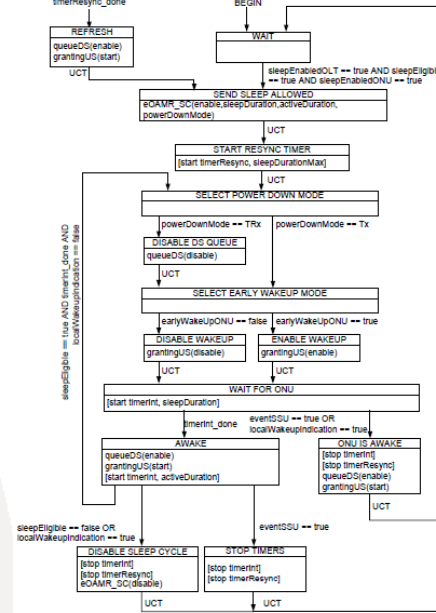 timerResync_done
BEGIN
REFRESH
queueDS(enable)
grantingUS(start)
WAIT
UCT
sleepEnabledOLT == true AND sleepEligible
== true AND sleepEnabledONU == true
SEND SLEEP ALLOWED
eOAMR_SC(enable,sleepDuration,activeDuration,
powerDownMode)
UCT
START RESYNC TIMER
[start timerResync, sleepDurationMax]
UCT
SELECT POWER DOWN MODE
powerDownMode == TRx
powerDownMode == Tx
DISABLE DS QUEUE
queueDS(disable)
UCT
SELECT EARLY WAKEUP MODE
earlyWakeUpONU == false
earlyWakeUpONU == true
DISABLE WAKEUP
grantingUS(disable)
ENABLE WAKEUP
grantingUS(enable)
UCT
UCT
WAIT FOR ONU
[start timerInt, sleepDuration]
sleepEligible == true AND timerInt_done AND
localWakeupIndication == false
timerInt_done
eventSSU == true OR
localWakeupIndication == true
AWAKE
queueDS(enable)
grantingUS(start)
[start timerInt, activeDuration]
ONU IS AWAKE
[stop timerInt]
[stop timerResync]
queueDS(enable)
grantingUS(start)
UCT
sleepEligible == false OR
localWakeupIndication == true
eventSSU == true
DISABLE SLEEP CYCLE
[stop timerInt]
[stop timerResync]
eOAMR_SC(disable)
STOP TIMERS
[stop timerInt]
[stop timerResync]
UCT
UCT